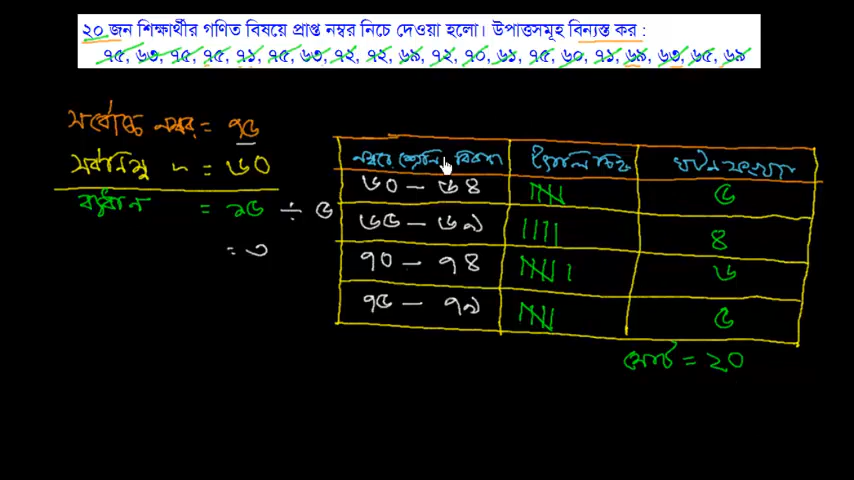 ২০ জন শিক্ষার্থীর গণিত বিষয়ে প্রাপ্ত নম্বর নিচে দেওয়া হলো। উপাত্তসমূহ বিন্যস্ত কর :
৭৫, ৬৩, ৭৫, ৭৫, ৭১, ৭৫, ৬৩, ৭২, ৭২, ৬৯, ৭২, ৭০, ৬১, ৭৫, ৬০, ৭১, ৬৯, ৬৩, ৬৫, ৬৯
সর্বোচ্চ নম্বর = ৭৫
সর্বনিম্ন " = ৬০
ব্যবধান = ১৫ ÷ ৫
= ৩
নম্বরের শ্রেণি বিন্যাস ট্যালি চিহ্ন ঘটন সংখ্যা
৬০ - ৬৪ ৫
৬৫ - ৬৯ |||| ৪
৭০ - ৭৪ ৬
৭৫ - ৭৯ ৫
মোট = ২০